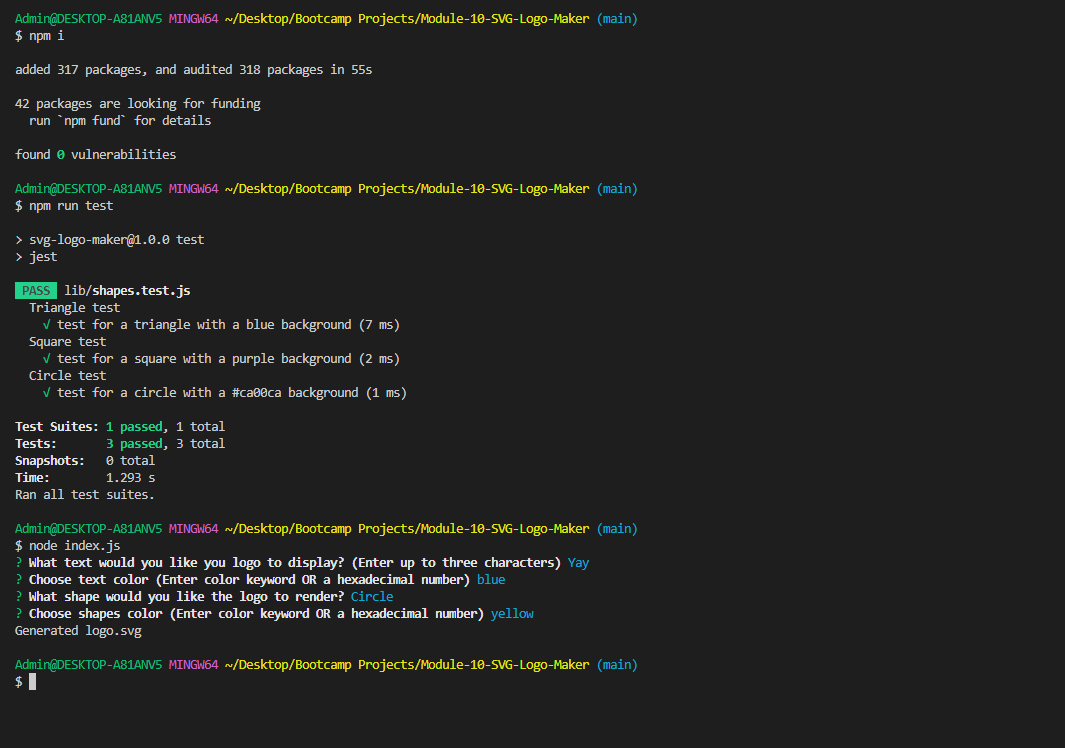 Admin@DESKTOP-A81ANV5 MINGW64 ~/Desktop/Bootcamp Projects/Module-10-SVG-Logo-Maker (main)
$ npm i
added 317 packages, and audited 318 packages in 55s
42 packages are looking for funding
run `npm fund` for details
found 0 vulnerabilities
Admin@DESKTOP-A81ANV5 MINGW64 ~/Desktop/Bootcamp Projects/Module-10-SVG-Logo-Maker (main)
$ npm run test
> svg-logo-maker@1.0.0 test
> jest
PASS lib/shapes.test.js
Triangle test
√ test for a triangle with a blue background (7 ms)
Square test
√ test for a square with a purple background (2 ms)
Circle test
√ test for a circle with a #ca00ca background (1 ms)
Test Suites: 1 passed, 1 total
Tests: 3 passed, 3 total
Snapshots: 0 total
Time: 1.293 s
Ran all test suites.
Admin@DESKTOP-A81ANV5 MINGW64 ~/Desktop/Bootcamp Projects/Module-10-SVG-Logo-Maker (main)
$ node index.js
? What text would you like you logo to display? (Enter up to three characters) Yay
? Choose text color (Enter color keyword OR a hexadecimal number) blue
? What shape would you like the logo to render? Circle
? Choose shapes color (Enter color keyword OR a hexadecimal number) yellow
Generated logo.svg
Admin@DESKTOP-A81ANV5 MINGW64 ~/Desktop/Bootcamp Projects/Module-10-SVG-Logo-Maker (main)
$